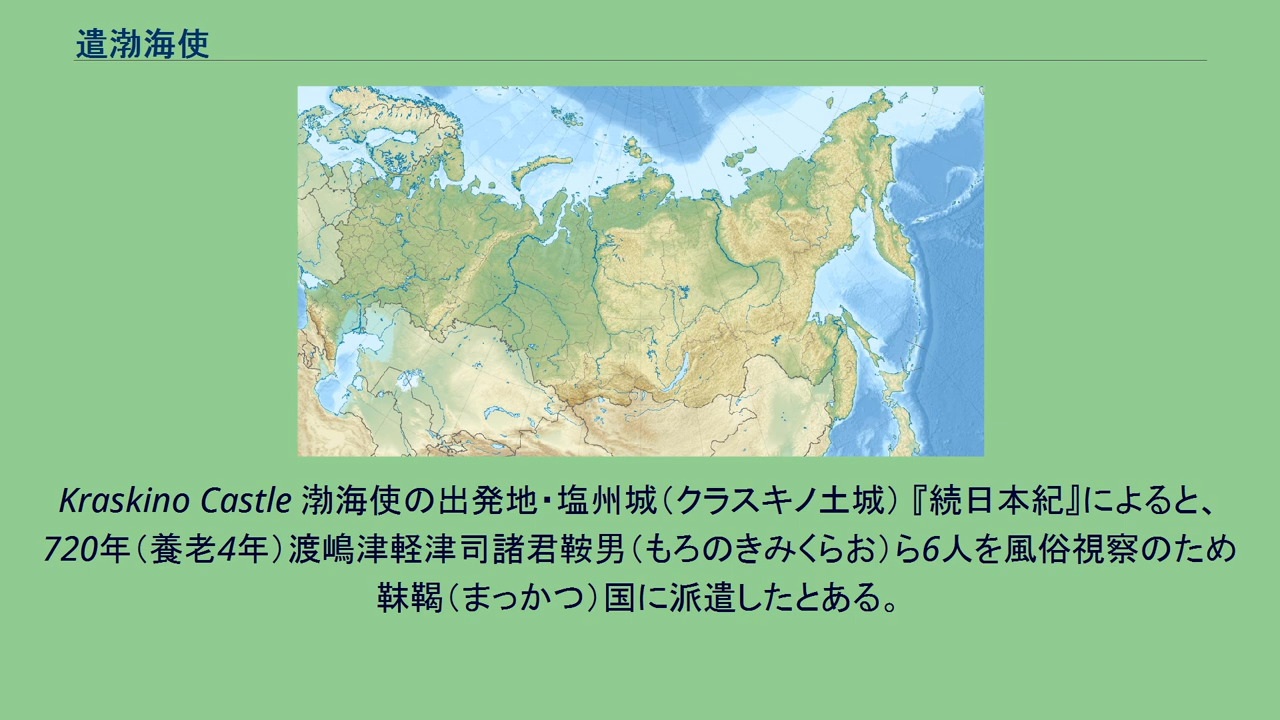 遣渤海使
Kraskino Castle 渤海使の出発地・塩州城（クラスキノ土城） 『続日本紀』によると、
720年（養老4年）渡嶋津軽津司諸君鞍男（もろのきみくらお）ら6人を風俗視察のため
靺鞨（まっかつ）国に派遣したとある。